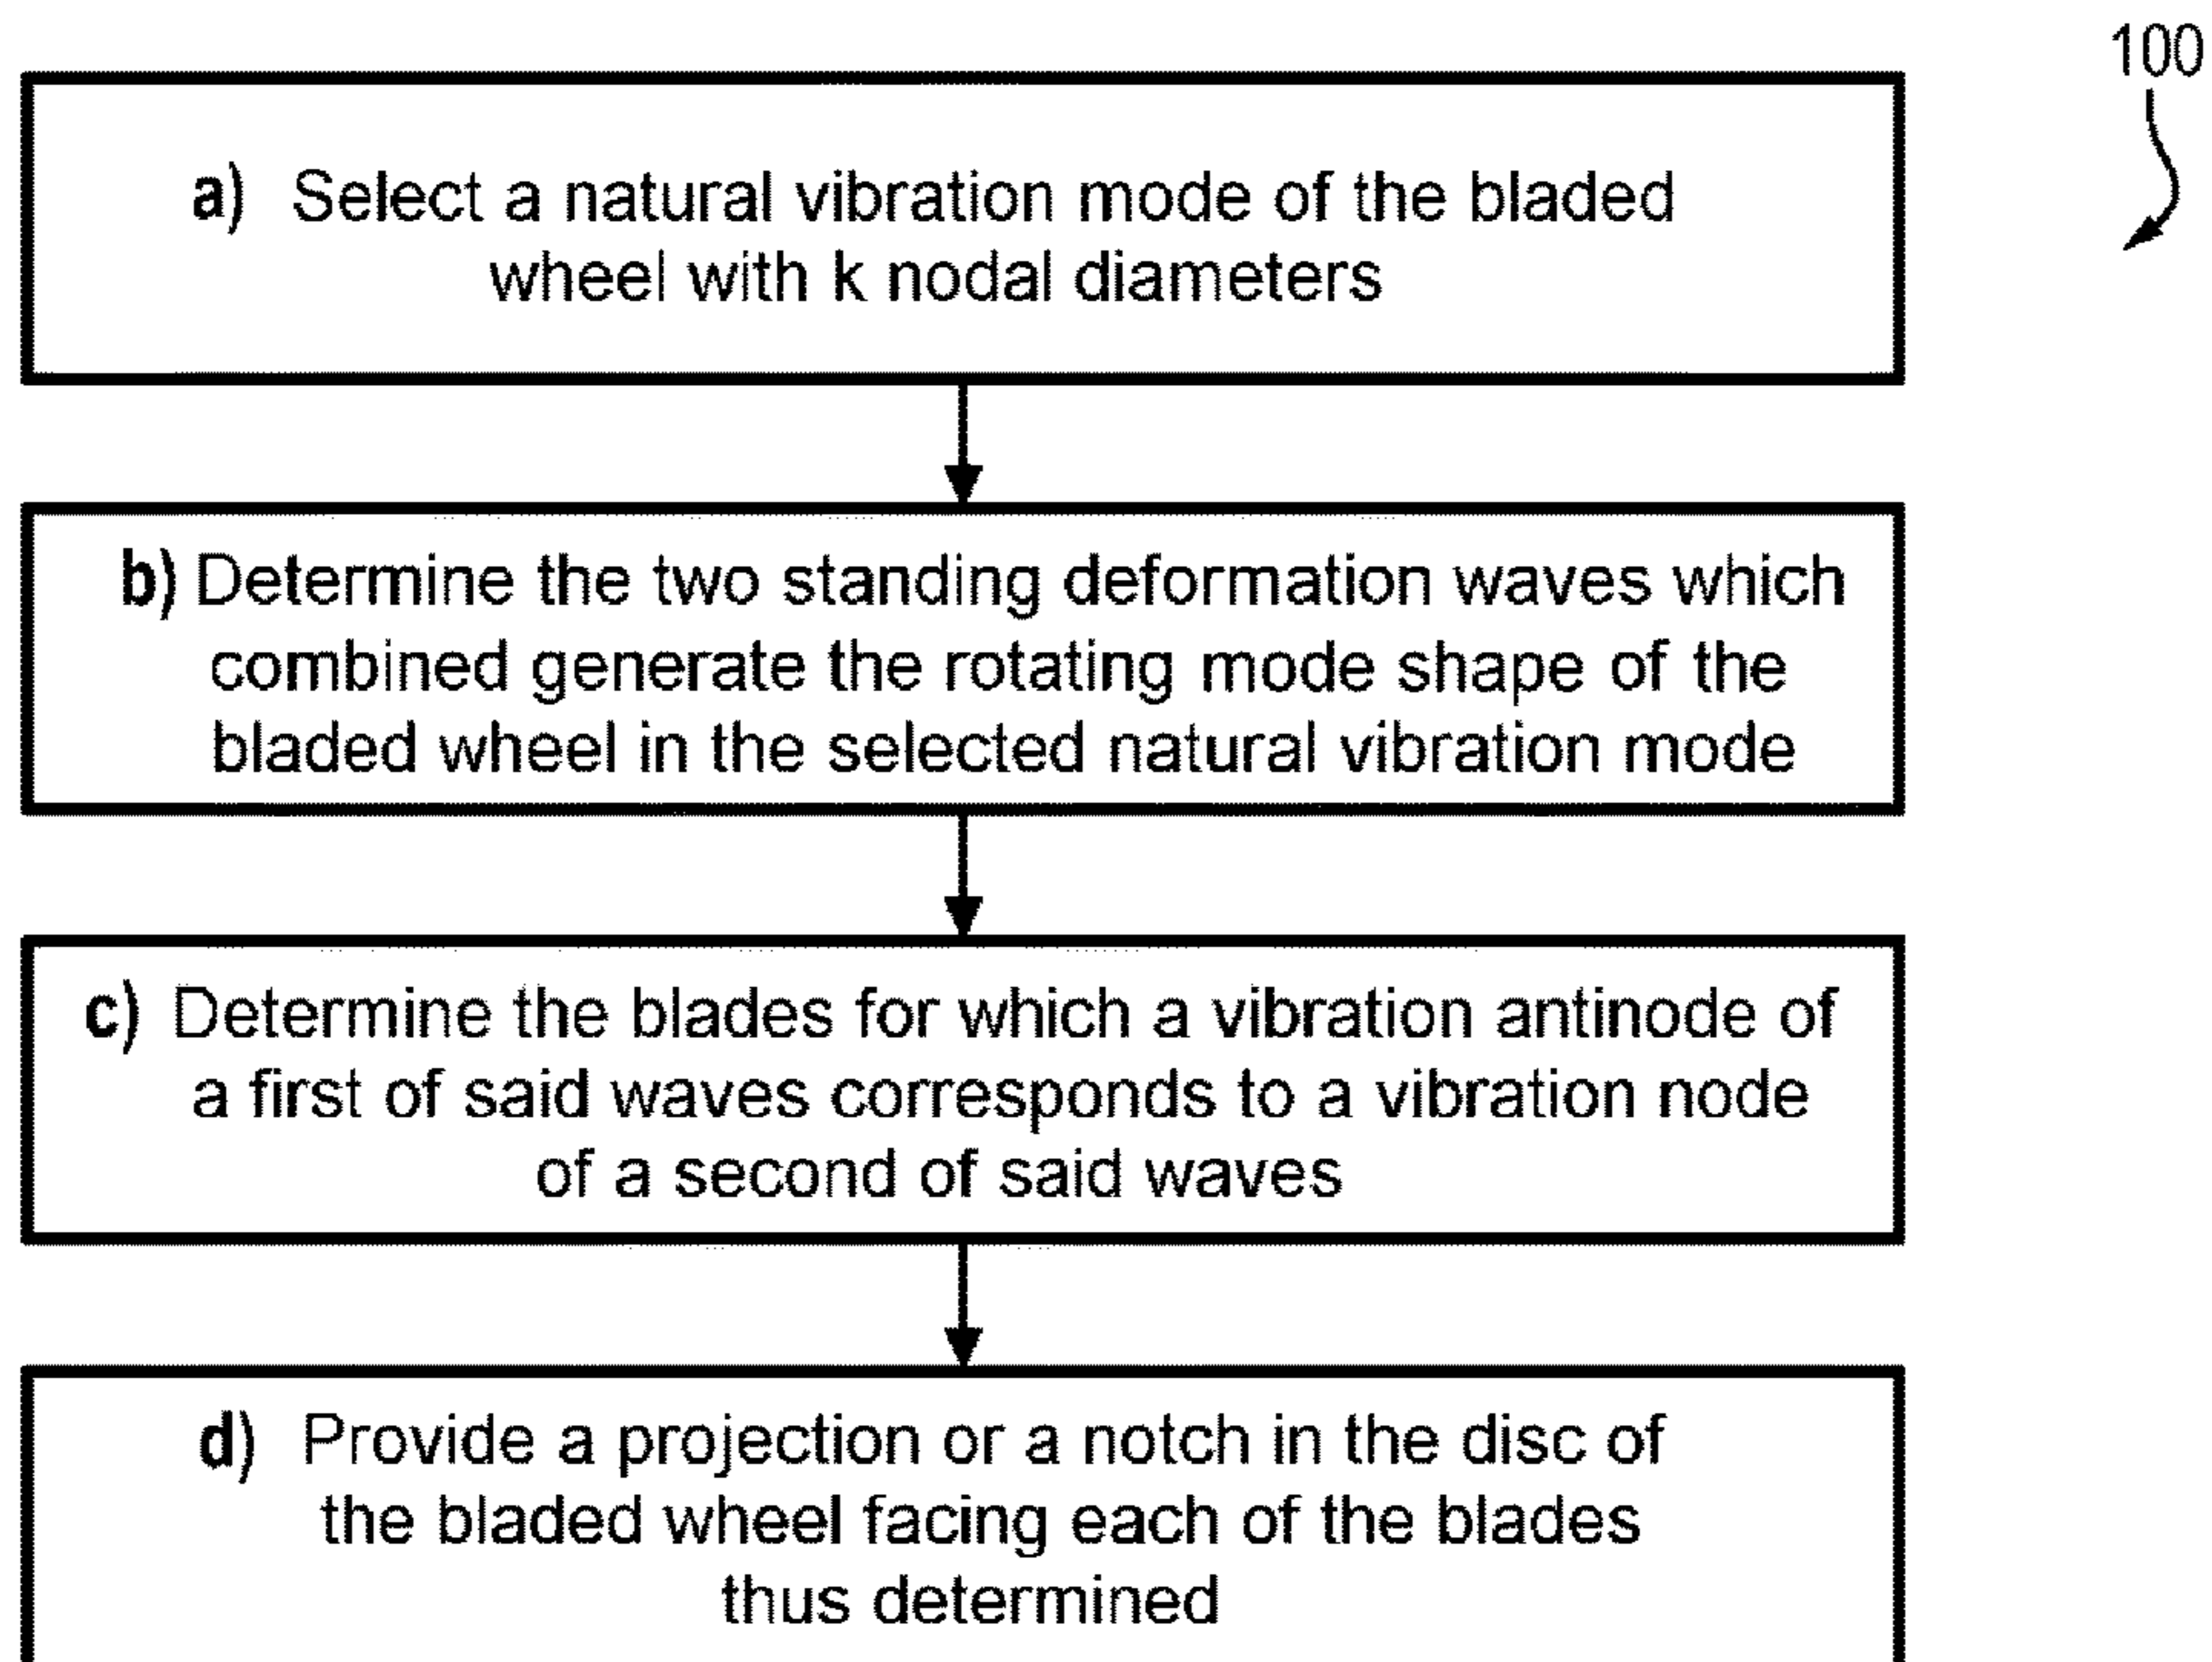 100
a) Select a natural vibration mode of the bladed
wheel with k nodal diameters
b) Determine the two standing deformation waves which
combined generate the rotating mode shape of the
bladed wheel in the selected natural vibration mode
c) Determine the blades for which a vibration antinode of
a first of said waves corresponds to a vibration node
of a second of said waves
d) Provide a projection or a notch in the disc of
the bladed wheel facing each of the blades
thus determined